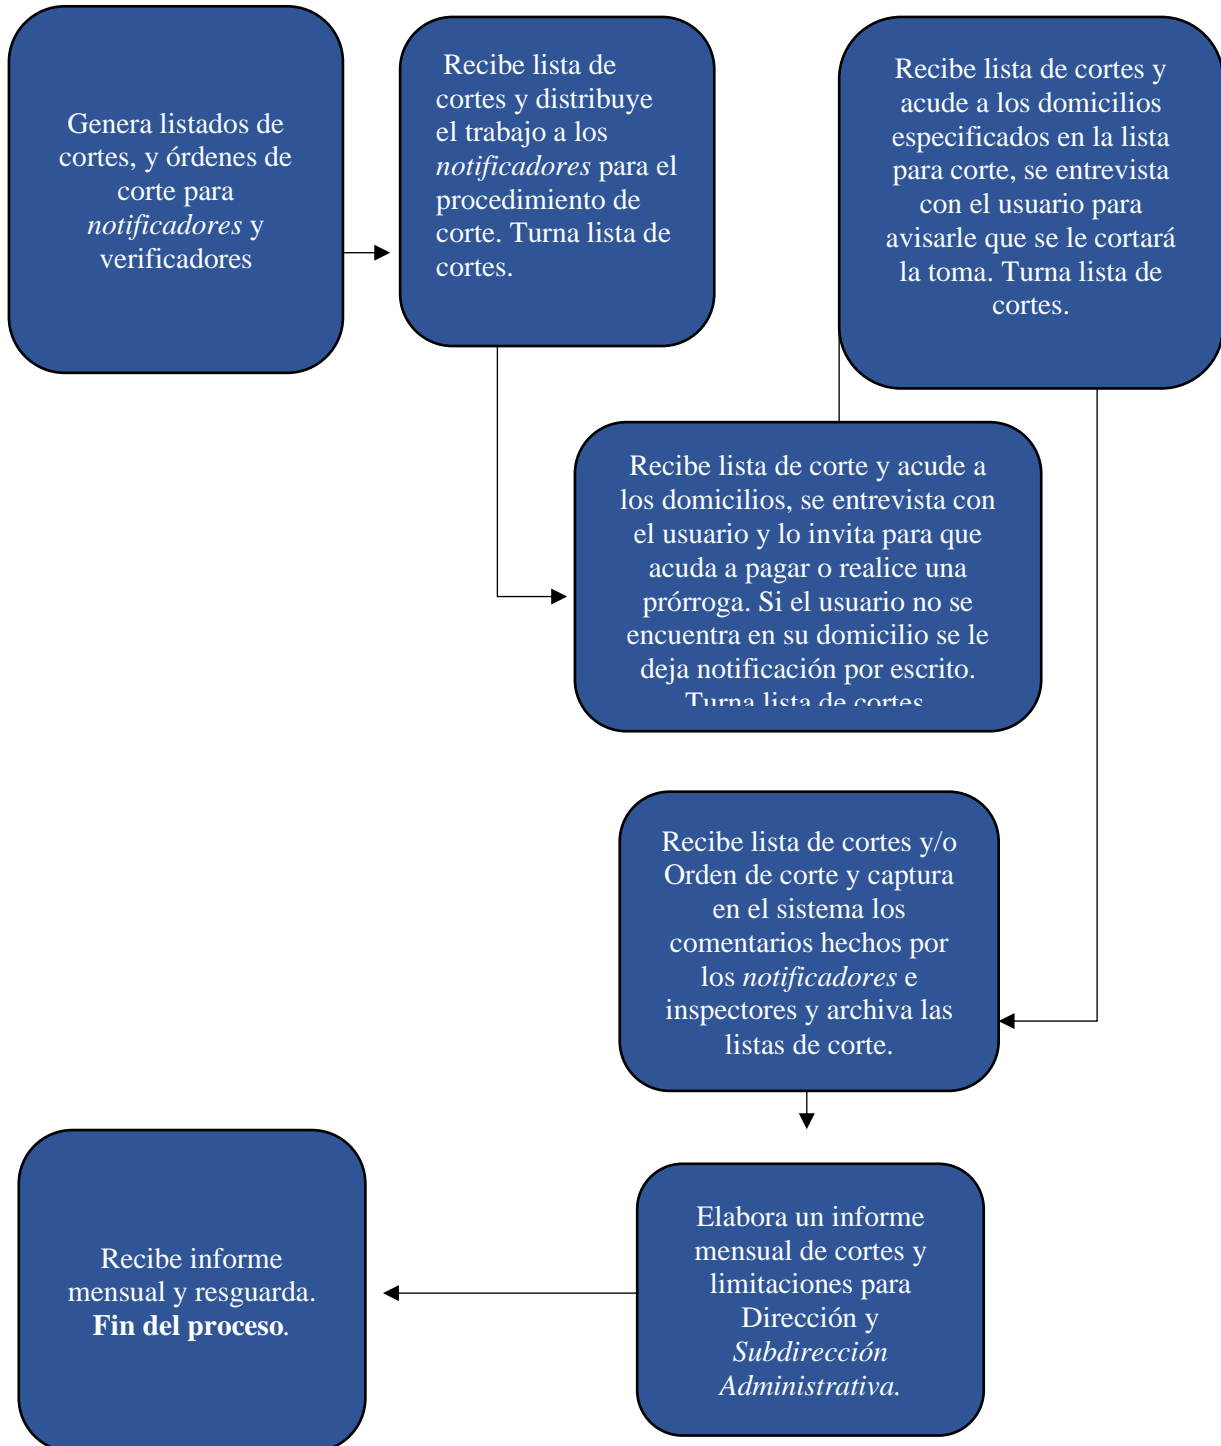 Genera listados de
cortes, y órdenes de
corte para
notificadores y
verificadores
Recibe lista de
cortes y distribuye
el trabajo a los
notificadores para el
procedimiento de
corte. Turna lista de
cortes.
Recibe lista de cortes y
acude a los domicilios
especificados en la lista
para corte, se entrevista
con el usuario para
avisarle que se le cortará
la toma. Turna lista de
cortes.
Recibe lista de corte y acude a
los domicilios, se entrevista con
el usuario y lo invita para que
acuda a pagar o realice una
prórroga. Si el usuario no se
encuentra en su domicilio se le
deja notificación por escrito.
Turna lista de cortes
Recibe lista de cortes y/o
Orden de corte y captura
en el sistema los
comentarios hechos por
los notificadores e
inspectores y archiva las
listas de corte.
Elabora un informe
mensual de cortes y
limitaciones para
Dirección y
Subdirección
Administrativa.
Recibe informe
mensual y resguarda.
Fin del proceso.